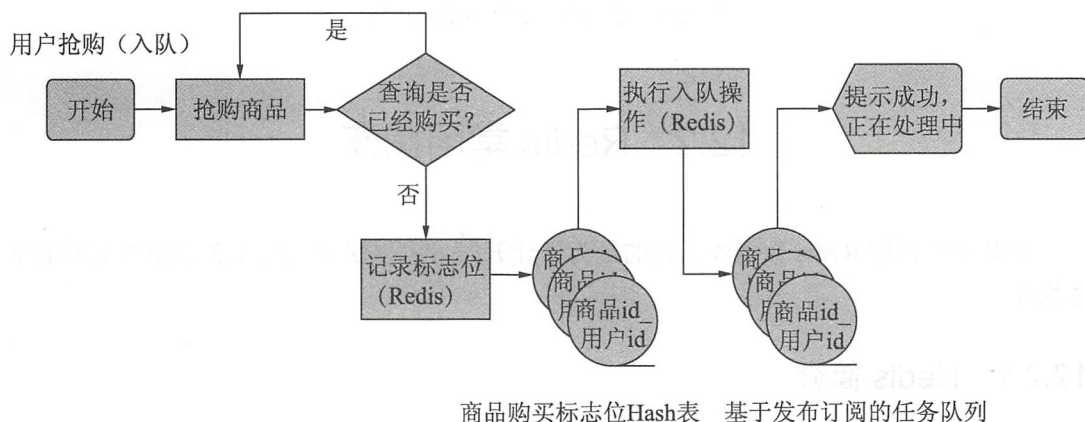 用户抢购（入队）
是
开始
抢购商品
查询是否
已经购买？
执行入队操
作（Redis）
提示成功，
正在处理中
结束
否
记录标志位
（Redis）
商品id_
用户id
商品id_
用户id
商品购买标志位Hash表
基于发布订阅的任务队列